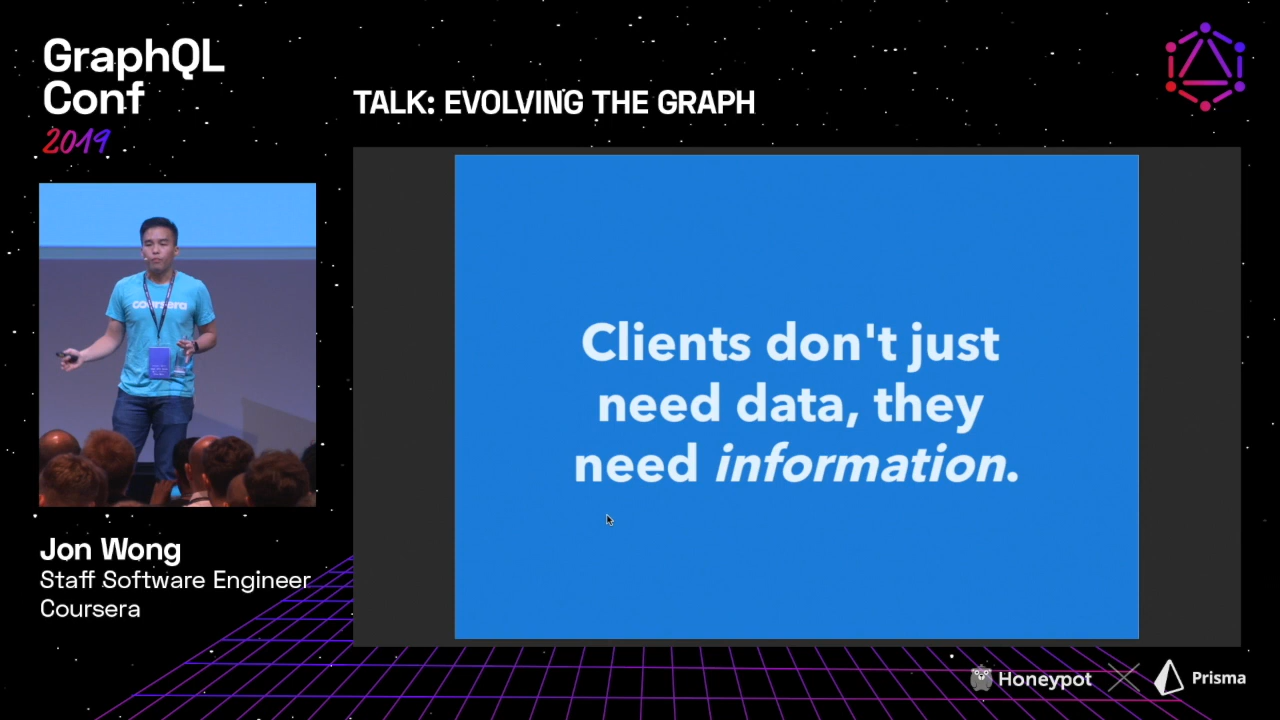 GraphQL
Conf
2019
TALK: EVOLVING THE GRAPH
coursera
Clients don't just
need data, they
need information.
Jon Wong
Staff Software Engineer
Coursera
Honeypot
Prisma